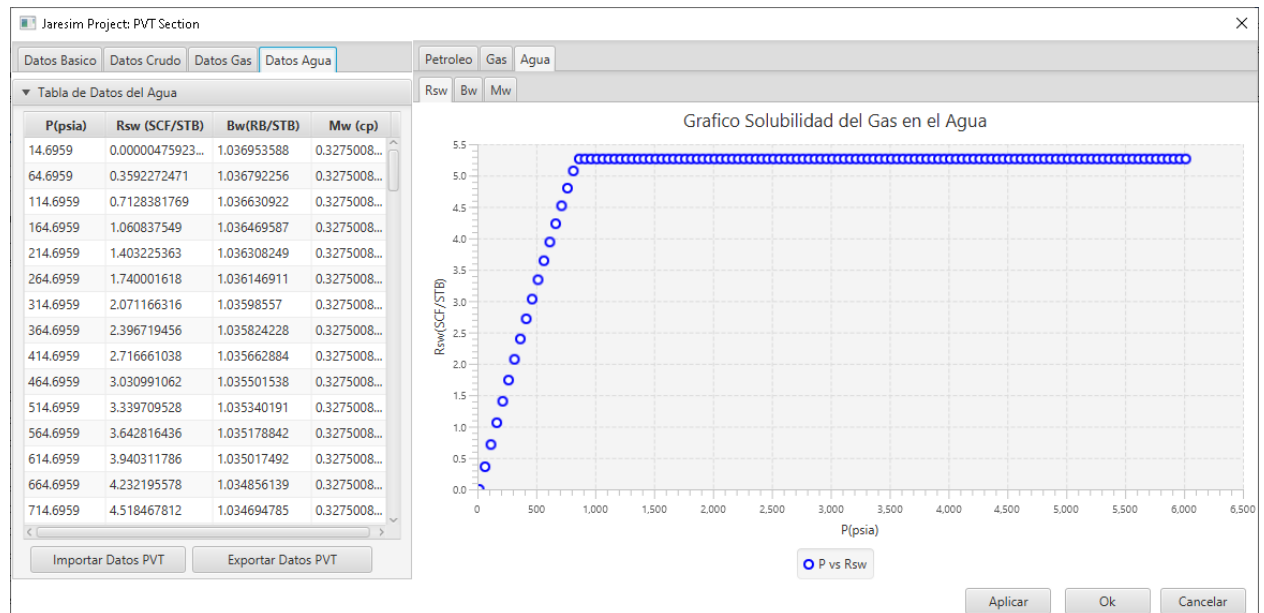 Jaresim Project: PVT Section
Datos Basico Datos Crudo Datos Gas Datos Agua
Tabla de Datos del Agua
P(psia) Rsw (SCF/STB) Bw(RB/STB) Mw (cp)
14.6959 0.00000475923... 1.036953588 0.3275008...
64.6959 0.3592272471 1.036792256 0.3275008...
114.6959 0.7128381769 1.036630922 0.3275008...
164.6959 1.060837549 1.036469587 0.3275008...
214.6959 1.403225363 1.036308249 0.3275008...
264.6959 1.740001618 1.036146911 0.3275008...
314.6959 2.071166316 1.03598557 0.3275008...
364.6959 2.396719456 1.035824228 0.3275008...
414.6959 2.716661038 1.035662884 0.3275008...
464.6959 3.030991062 1.035501538 0.3275008...
514.6959 3.339709528 1.035340191 0.3275008...
564.6959 3.642816436 1.035178842 0.3275008...
614.6959 3.940311786 1.035017492 0.3275008...
664.6959 4.232195578 1.034856139 0.3275008...
714.6959 4.518467812 1.034694785 0.3275008...
Importar Datos PVT Exportar Datos PVT
Petroleo Gas Agua
Rsw Bw Mw
Grafico Solubilidad del Gas en el Agua
Rsw(SCF/STB)
5.5
5.0
4.5
4.0
3.5
3.0
2.5
2.0
1.5
1.0
0.5
0.0
0 500 1,000 1,500 2,000 2,500 3,000 3,500 4,000 4,500 5,000 5,500 6,000 6,500
P(psia)
P vs Rsw
Aplicar Ok Cancelar